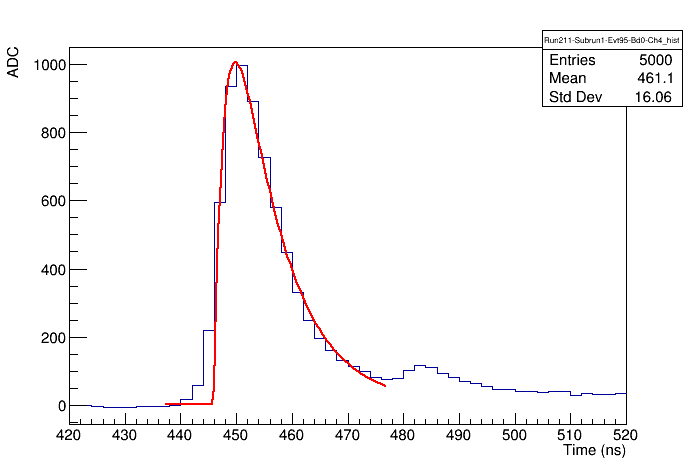 Run211-Subrun1-Evt95-Bd0-Ch4_hist
Entries 5000
Mean 461.1
Std Dev 16.06
ADC
1000
800
600
400
200
0
420 430 440 450 460 470 480 490 500 510 520
Time (ns)